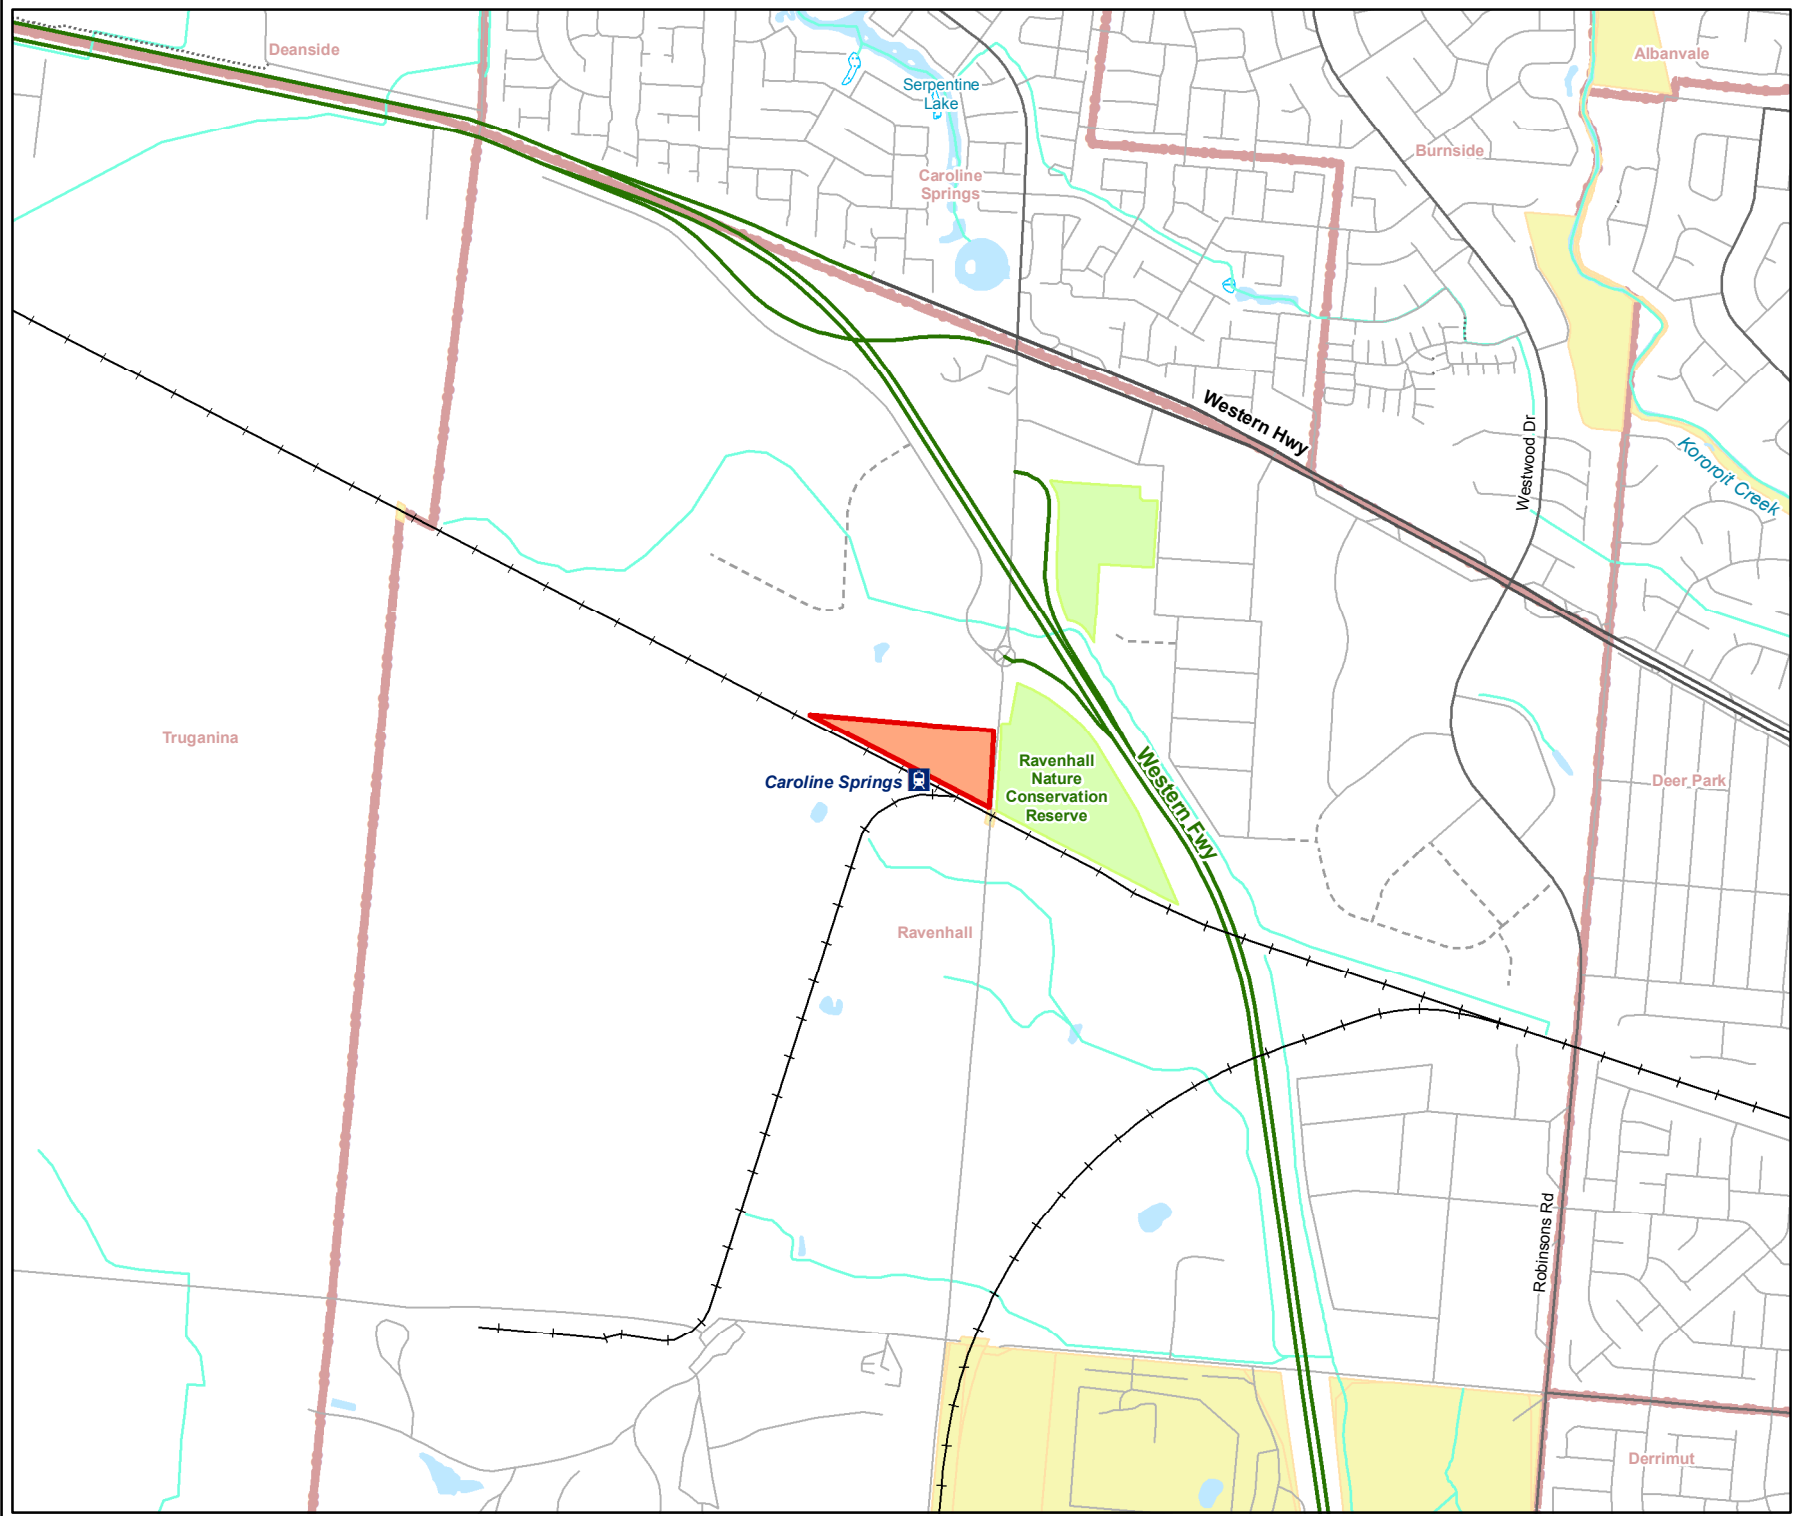 Deanside
Albanvale
Serpentine
Lake
Burnside
Caroline
Springs
Western Hwy
Westwood Dr
Kororoit Creek
Truganina
Ravenhall
Nature
Conservation
Reserve
Caroline Springs
Western Fwy
Deer Park
Ravenhall
Robinsons Rd
Derrimut